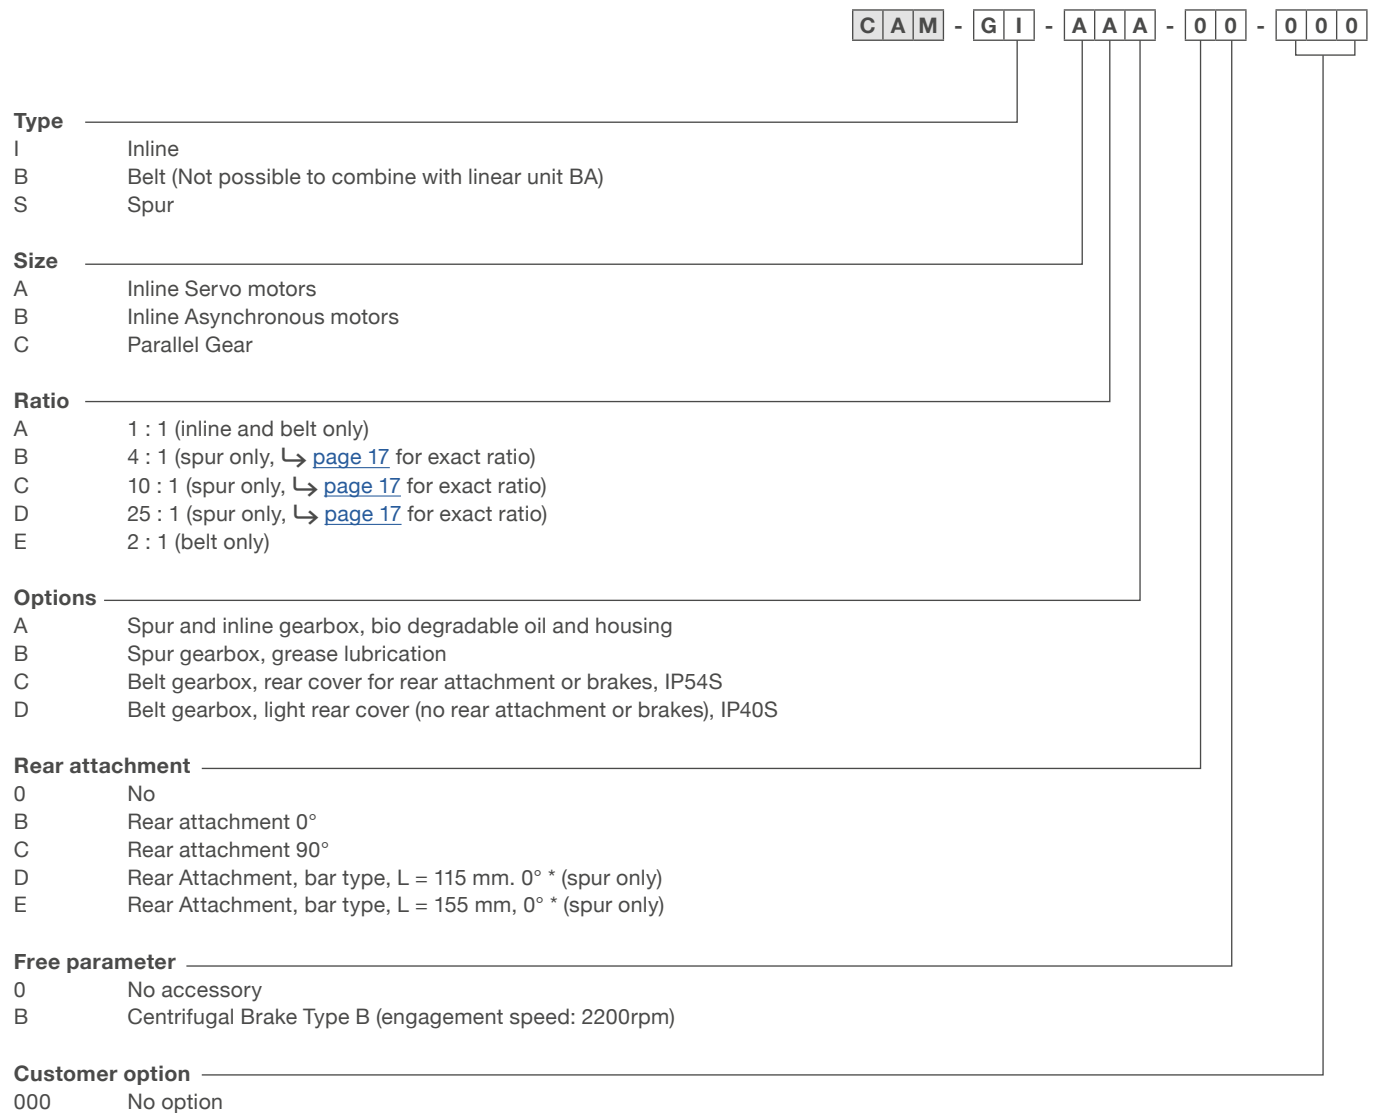 CAM - GI - AAA - 00 - 000
Type
I Inline
B Belt (Not possible to combine with linear unit BA)
S Spur
Size
A Inline Servo motors
B Inline Asynchronous motors
C Parallel Gear
Ratio
A 1 : 1 (inline and belt only)
B 4 : 1 (spur only, ↳ page 17 for exact ratio)
C 10 : 1 (spur only, ↳ page 17 for exact ratio)
D 25 : 1 (spur only, ↳ page 17 for exact ratio)
E 2 : 1 (belt only)
Options
A Spur and inline gearbox, bio degradable oil and housing
B Spur gearbox, grease lubrication
C Belt gearbox, rear cover for rear attachment or brakes, IP54S
D Belt gearbox, light rear cover (no rear attachment or brakes), IP40S
Rear attachment
0 No
B Rear attachment 0°
C Rear attachment 90°
D Rear Attachment, bar type, L = 115 mm. 0° * (spur only)
E Rear Attachment, bar type, L = 155 mm, 0° * (spur only)
Free parameter
0 No accessory
B Centrifugal Brake Type B (engagement speed: 2200rpm)
Customer option
000 No option